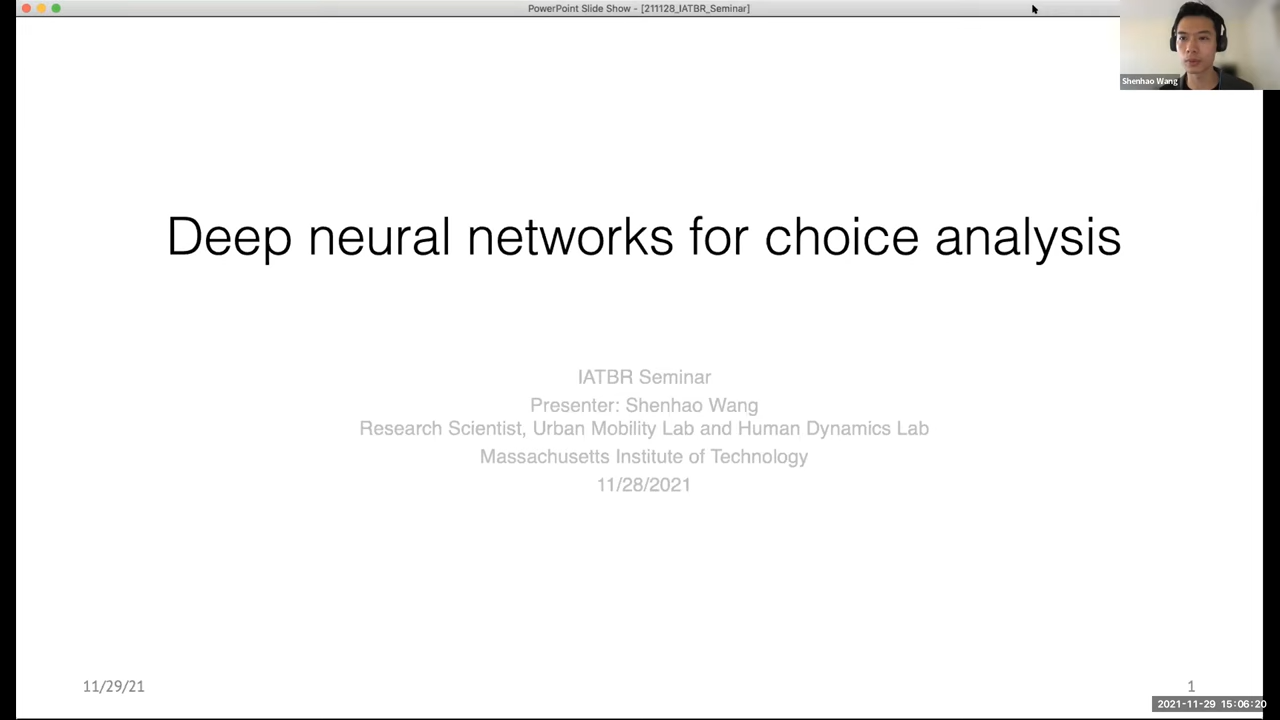 PowerPoint Slide Show - [211128_IATBR_Seminar]
Shenhao Wang
Deep neural networks for choice analysis
IATBR Seminar
Presenter: Shenhao Wang
Research Scientist, Urban Mobility Lab and Human Dynamics Lab
Massachusetts Institute of Technology
11/28/2021
11/29/21
1
2021-11-29 15:06:20